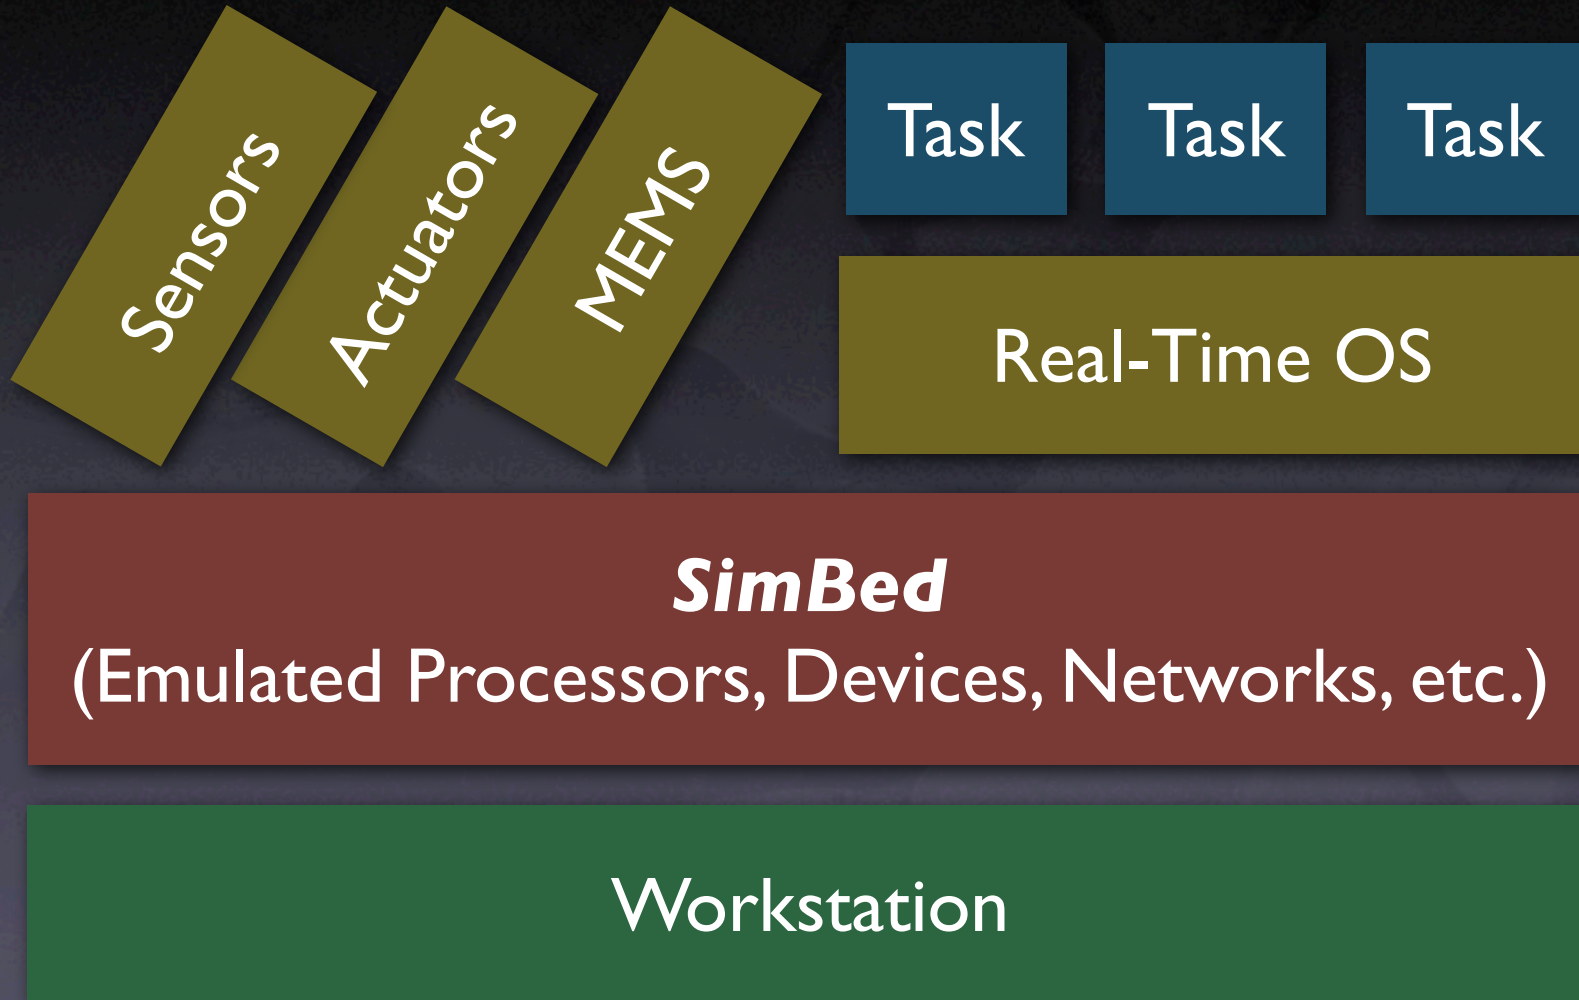 Sensors
Actuators
MEMS
Task
Task
Task
Real-Time OS
SimBed
(Emulated Processors, Devices, Networks, etc.)
Workstation